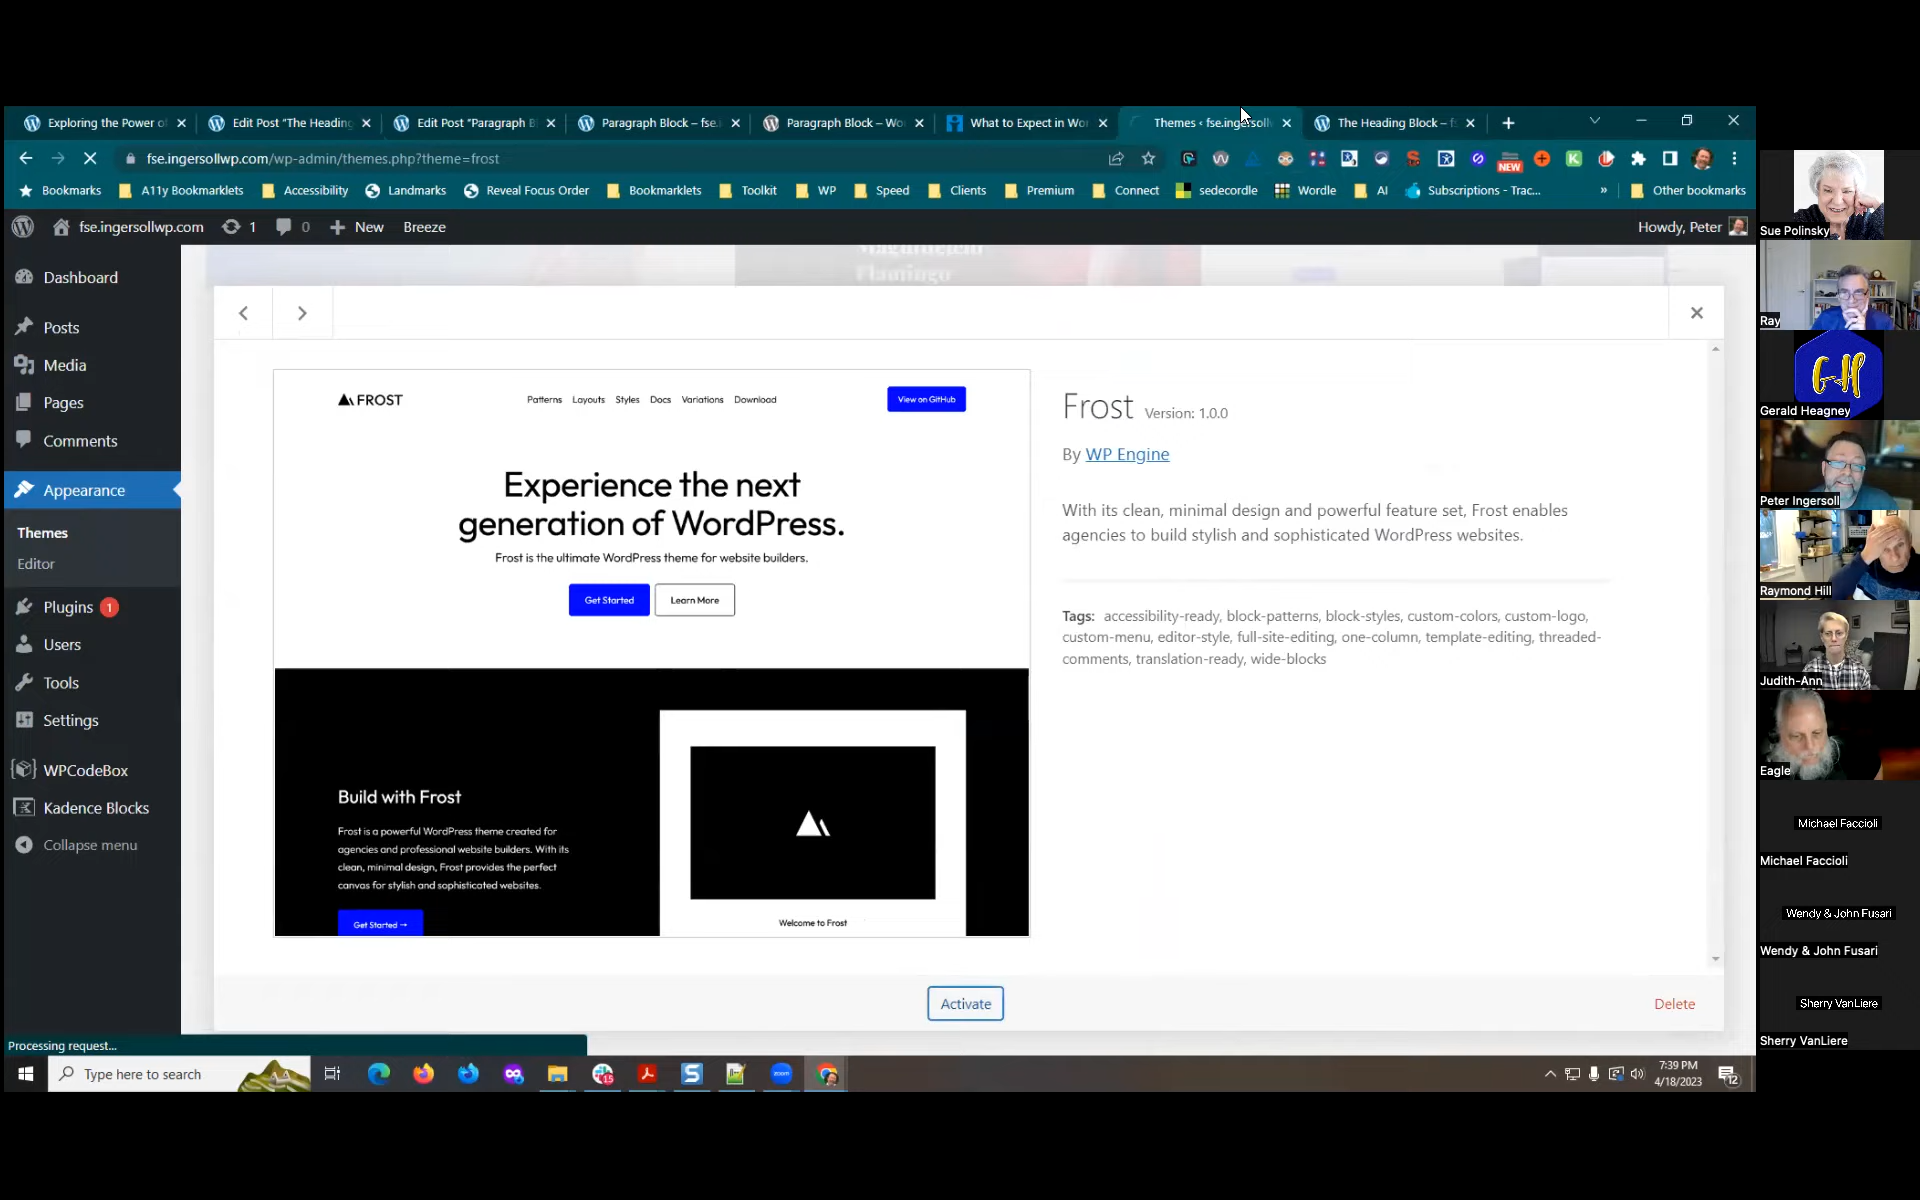 Exploring the Power o
Edit Post “The Heading
Edit Post “Paragraph B
Paragraph Block – fse.
Paragraph Block – Wo
What to Expect in Wor
Themes ‹ fse.ingersoll
The Heading Block – f
fse.ingersollwp.com/wp-admin/themes.php?theme=frost
NEW
Bookmarks
A11y Bookmarklets
Accessibility
Landmarks
Reveal Focus Order
Bookmarklets
Toolkit
WP
Speed
Clients
Premium
Connect
sedecordle
Wordle
AI
Subscriptions - Trac...
»
Other bookmarks
fse.ingersollwp.com
1
0
New
Breeze
Howdy, Peter
Dashboard
Posts
Media
Pages
Comments
Appearance
Themes
Editor
Plugins 1
Users
Tools
Settings
WPCodeBox
Kadence Blocks
Collapse menu
Flamingo
FROST
Patterns Layouts Styles Docs Variations Download
View on GitHub
Experience the next
generation of WordPress.
Frost is the ultimate WordPress theme for website builders.
Get Started
Learn More
Build with Frost
Frost is a powerful WordPress theme created for
agencies and professional website builders. With its
clean, minimal design, Frost provides the perfect
canvas for stylish and sophisticated websites.
Get Started →
Welcome to Frost
Frost Version: 1.0.0
By WP Engine
With its clean, minimal design and powerful feature set, Frost enables
agencies to build stylish and sophisticated WordPress websites.
Tags: accessibility-ready, block-patterns, block-styles, custom-colors, custom-logo,
custom-menu, editor-style, full-site-editing, one-column, template-editing, threaded-
comments, translation-ready, wide-blocks
Activate
Delete
Processing request...
Type here to search
15
zoom
7:39 PM
4/18/2023
12
Sue Polinsky
Ray
GH
Gerald Heagney
Peter Ingersoll
Raymond Hill
Judith-Ann
Eagle
Michael Faccioli
Michael Faccioli
Wendy & John Fusari
Wendy & John Fusari
Sherry VanLiere
Sherry VanLiere